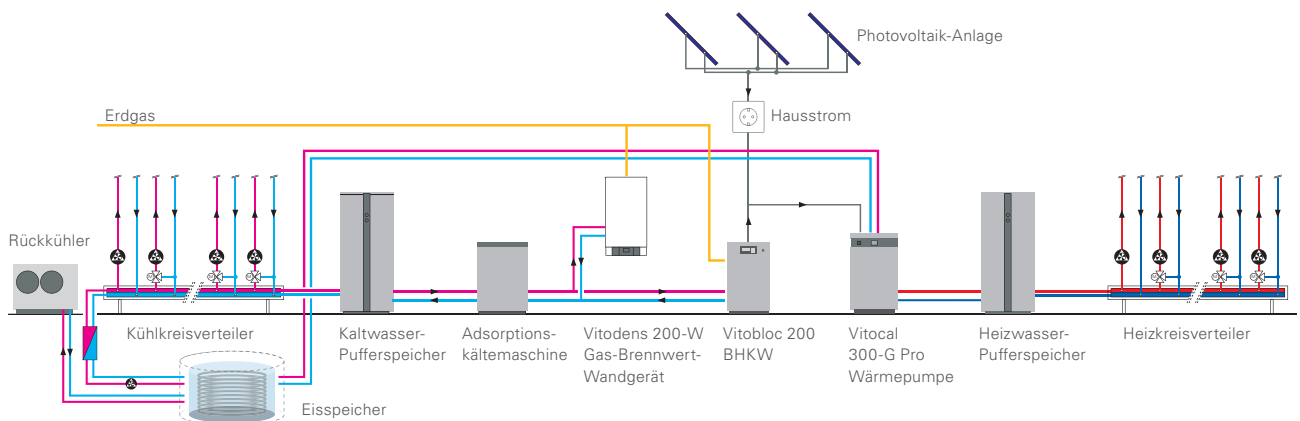 Photovoltaik-Anlage
Erdgas
Hausstrom
Rückkühler
Kühlkreisverteiler
Kaltwasser-
Pufferspeicher
Adsorptions-
kältemaschine
Vitodens 200-W
Gas-Brennwert-
Wandgerät
Vitobloc 200
BHKW
Vitocal
300-G Pro
Wärmepumpe
Heizwasser-
Pufferspeicher
Heizkreisverteiler
Eisspeicher